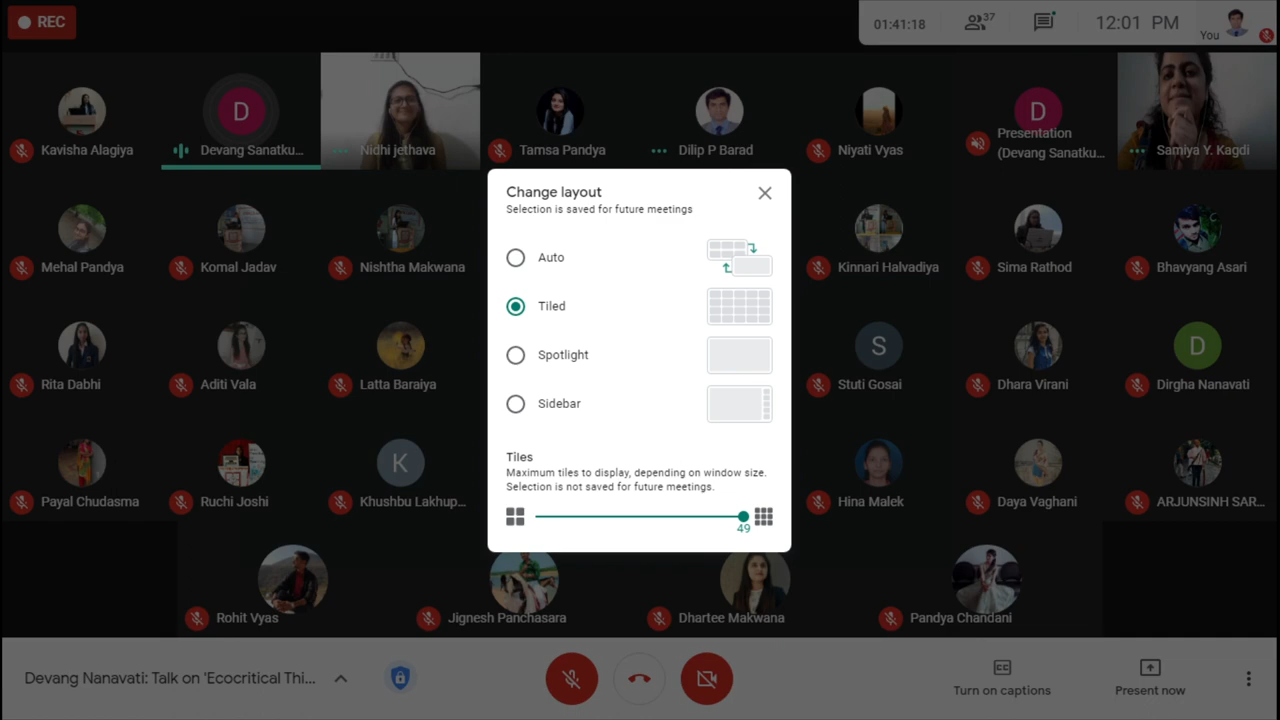 REC
01:41:18
37
12:01 PM
You
Kavisha Alagiya
D
Devang Sanatku...
Nidhi jethava
Tamsa Pandya
Dilip P Barad
Niyati Vyas
D
Presentation
(Devang Sanatku...
Samiya Y. Kagdi
Change layout
Selection is saved for future meetings
Mehal Pandya
Komal Jadav
Nishtha Makwana
Auto
Kinnari Halvadiya
Sima Rathod
Bhavyang Asari
Tiled
Rita Dabhi
Aditi Vala
Latta Baraiya
Spotlight
S
Stuti Gosai
Dhara Virani
D
Dirgha Nanavati
Sidebar
Payal Chudasma
Ruchi Joshi
K
Khushbu Lakhup...
Tiles
Maximum tiles to display, depending on window size.
Selection is not saved for future meetings.
49
Hina Malek
Daya Vaghani
ARJUNSINH SAR...
Rohit Vyas
Jignesh Panchasara
Dhartee Makwana
Pandya Chandani
Devang Nanavati: Talk on 'Ecocritical Thi...
CC
Turn on captions
Present now